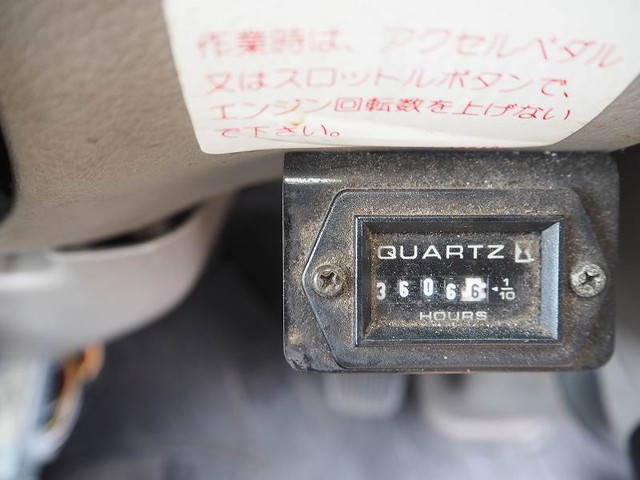 作業時は、アクセルペダル
又はスロットルボタンで、
エンジン回転数を上げない
で下さい。
QUARTZ
36066 1/10
HOURS